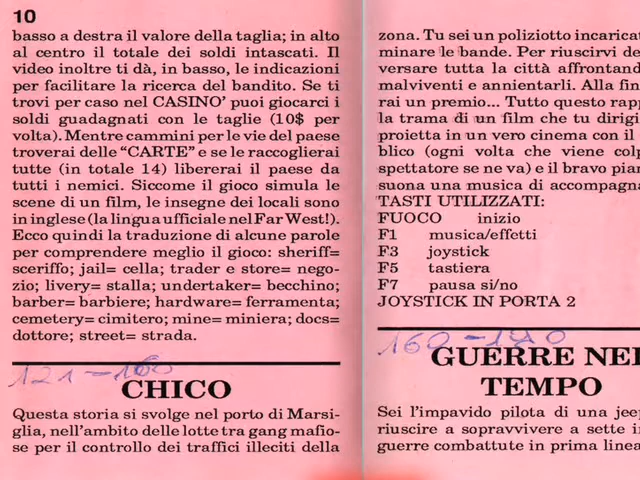 10
basso a destra il valore della taglia; in alto
al centro il totale dei soldi intascati. Il
video inoltre ti dà, in basso, le indicazioni
per facilitare la ricerca del bandito. Se ti
trovi per caso nel CASINO' puoi giocarci i
soldi guadagnati con le taglie (10$ per
volta). Mentre cammini per le vie del paese
troverai delle “CARTE” e se le raccoglierai
tutte (in totale 14) libererai il paese da
tutti i nemici. Siccome il gioco simula le
scene di un film, le insegne dei locali sono
in inglese (la lingua ufficiale nel Far West!).
Ecco quindi la traduzione di alcune parole
per comprendere meglio il gioco: sheriff=
sceriffo; jail= cella; trader e store= nego-
zio; livery= stalla; undertaker= becchino;
barber= barbiere; hardware= ferramenta;
cemetery= cimitero; mine= miniera; docs=
dottore; street= strada.
121-160
CHICO
Questa storia si svolge nel porto di Marsi-
glia, nell'ambito delle lotte tra gang mafio-
se per il controllo dei traffici illeciti della
zona. Tu sei un poliziotto incaricat
minare le bande. Per riuscirvi de
versare tutta la città affrontand
malviventi e annientarli. Alla fin
rai un premio... Tutto questo rapp
la trama di un film che tu dirigi
proietta in un vero cinema con il
blico (ogni volta che viene colp
spettatore se ne va) e il bravo pian
suona una musica di accompagna
TASTI UTILIZZATI:
FUOCO inizio
F1 musica/effetti
F3 joystick
F5 tastiera
F7 pausa si/no
JOYSTICK IN PORTA 2
160-190
GUERRE NEL
TEMPO
Sei l'impavido pilota di una jeep
riuscire a sopravvivere a sette
guerre combattute in prima linea